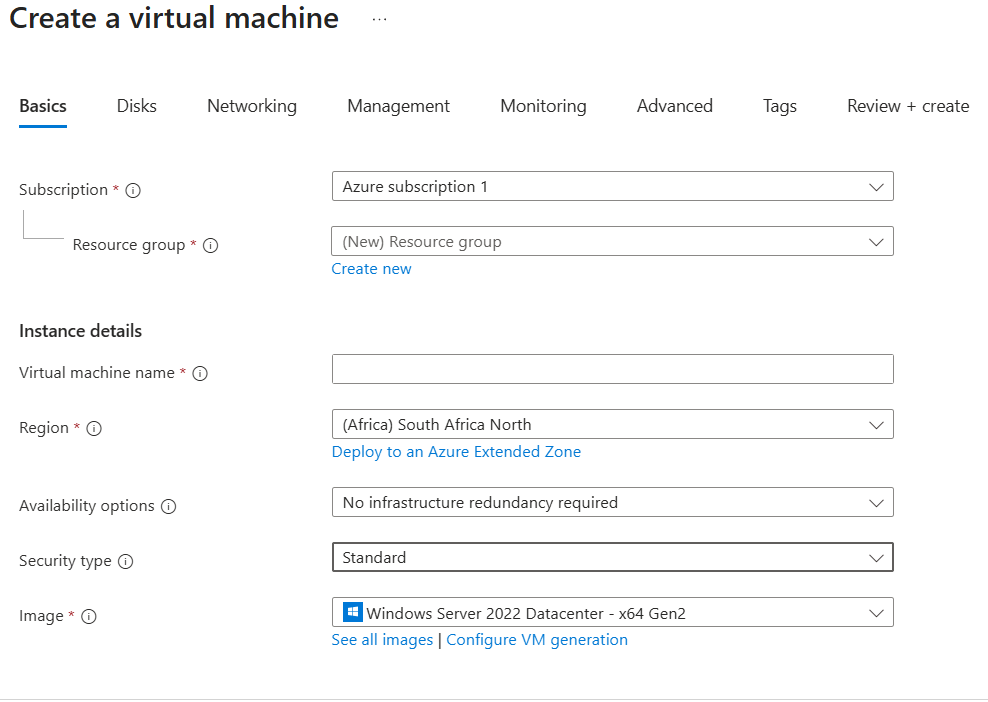 Create a virtual machine ...
Basics Disks Networking Management Monitoring Advanced Tags Review + create
Subscription * Azure subscription 1
Resource group * (New) Resource group
Create new
Instance details
Virtual machine name *
Region * (Africa) South Africa North
Deploy to an Azure Extended Zone
Availability options No infrastructure redundancy required
Security type Standard
Image * Windows Server 2022 Datacenter - x64 Gen2
See all images | Configure VM generation